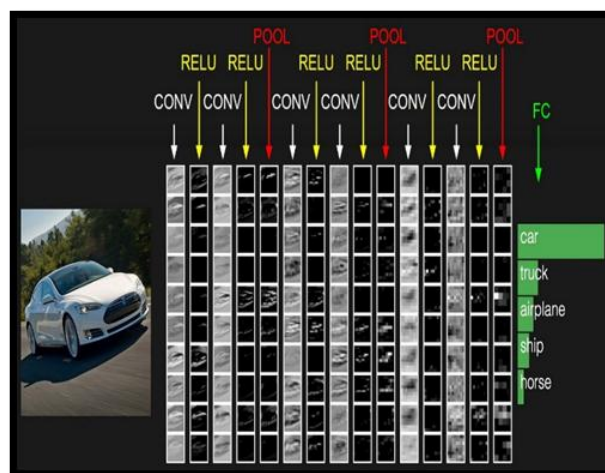 POOL POOL POOL
RELU RELU RELU RELU RELU RELU
CONV CONV CONV CONV CONV CONV
FC
car
truck
airplane
ship
horse